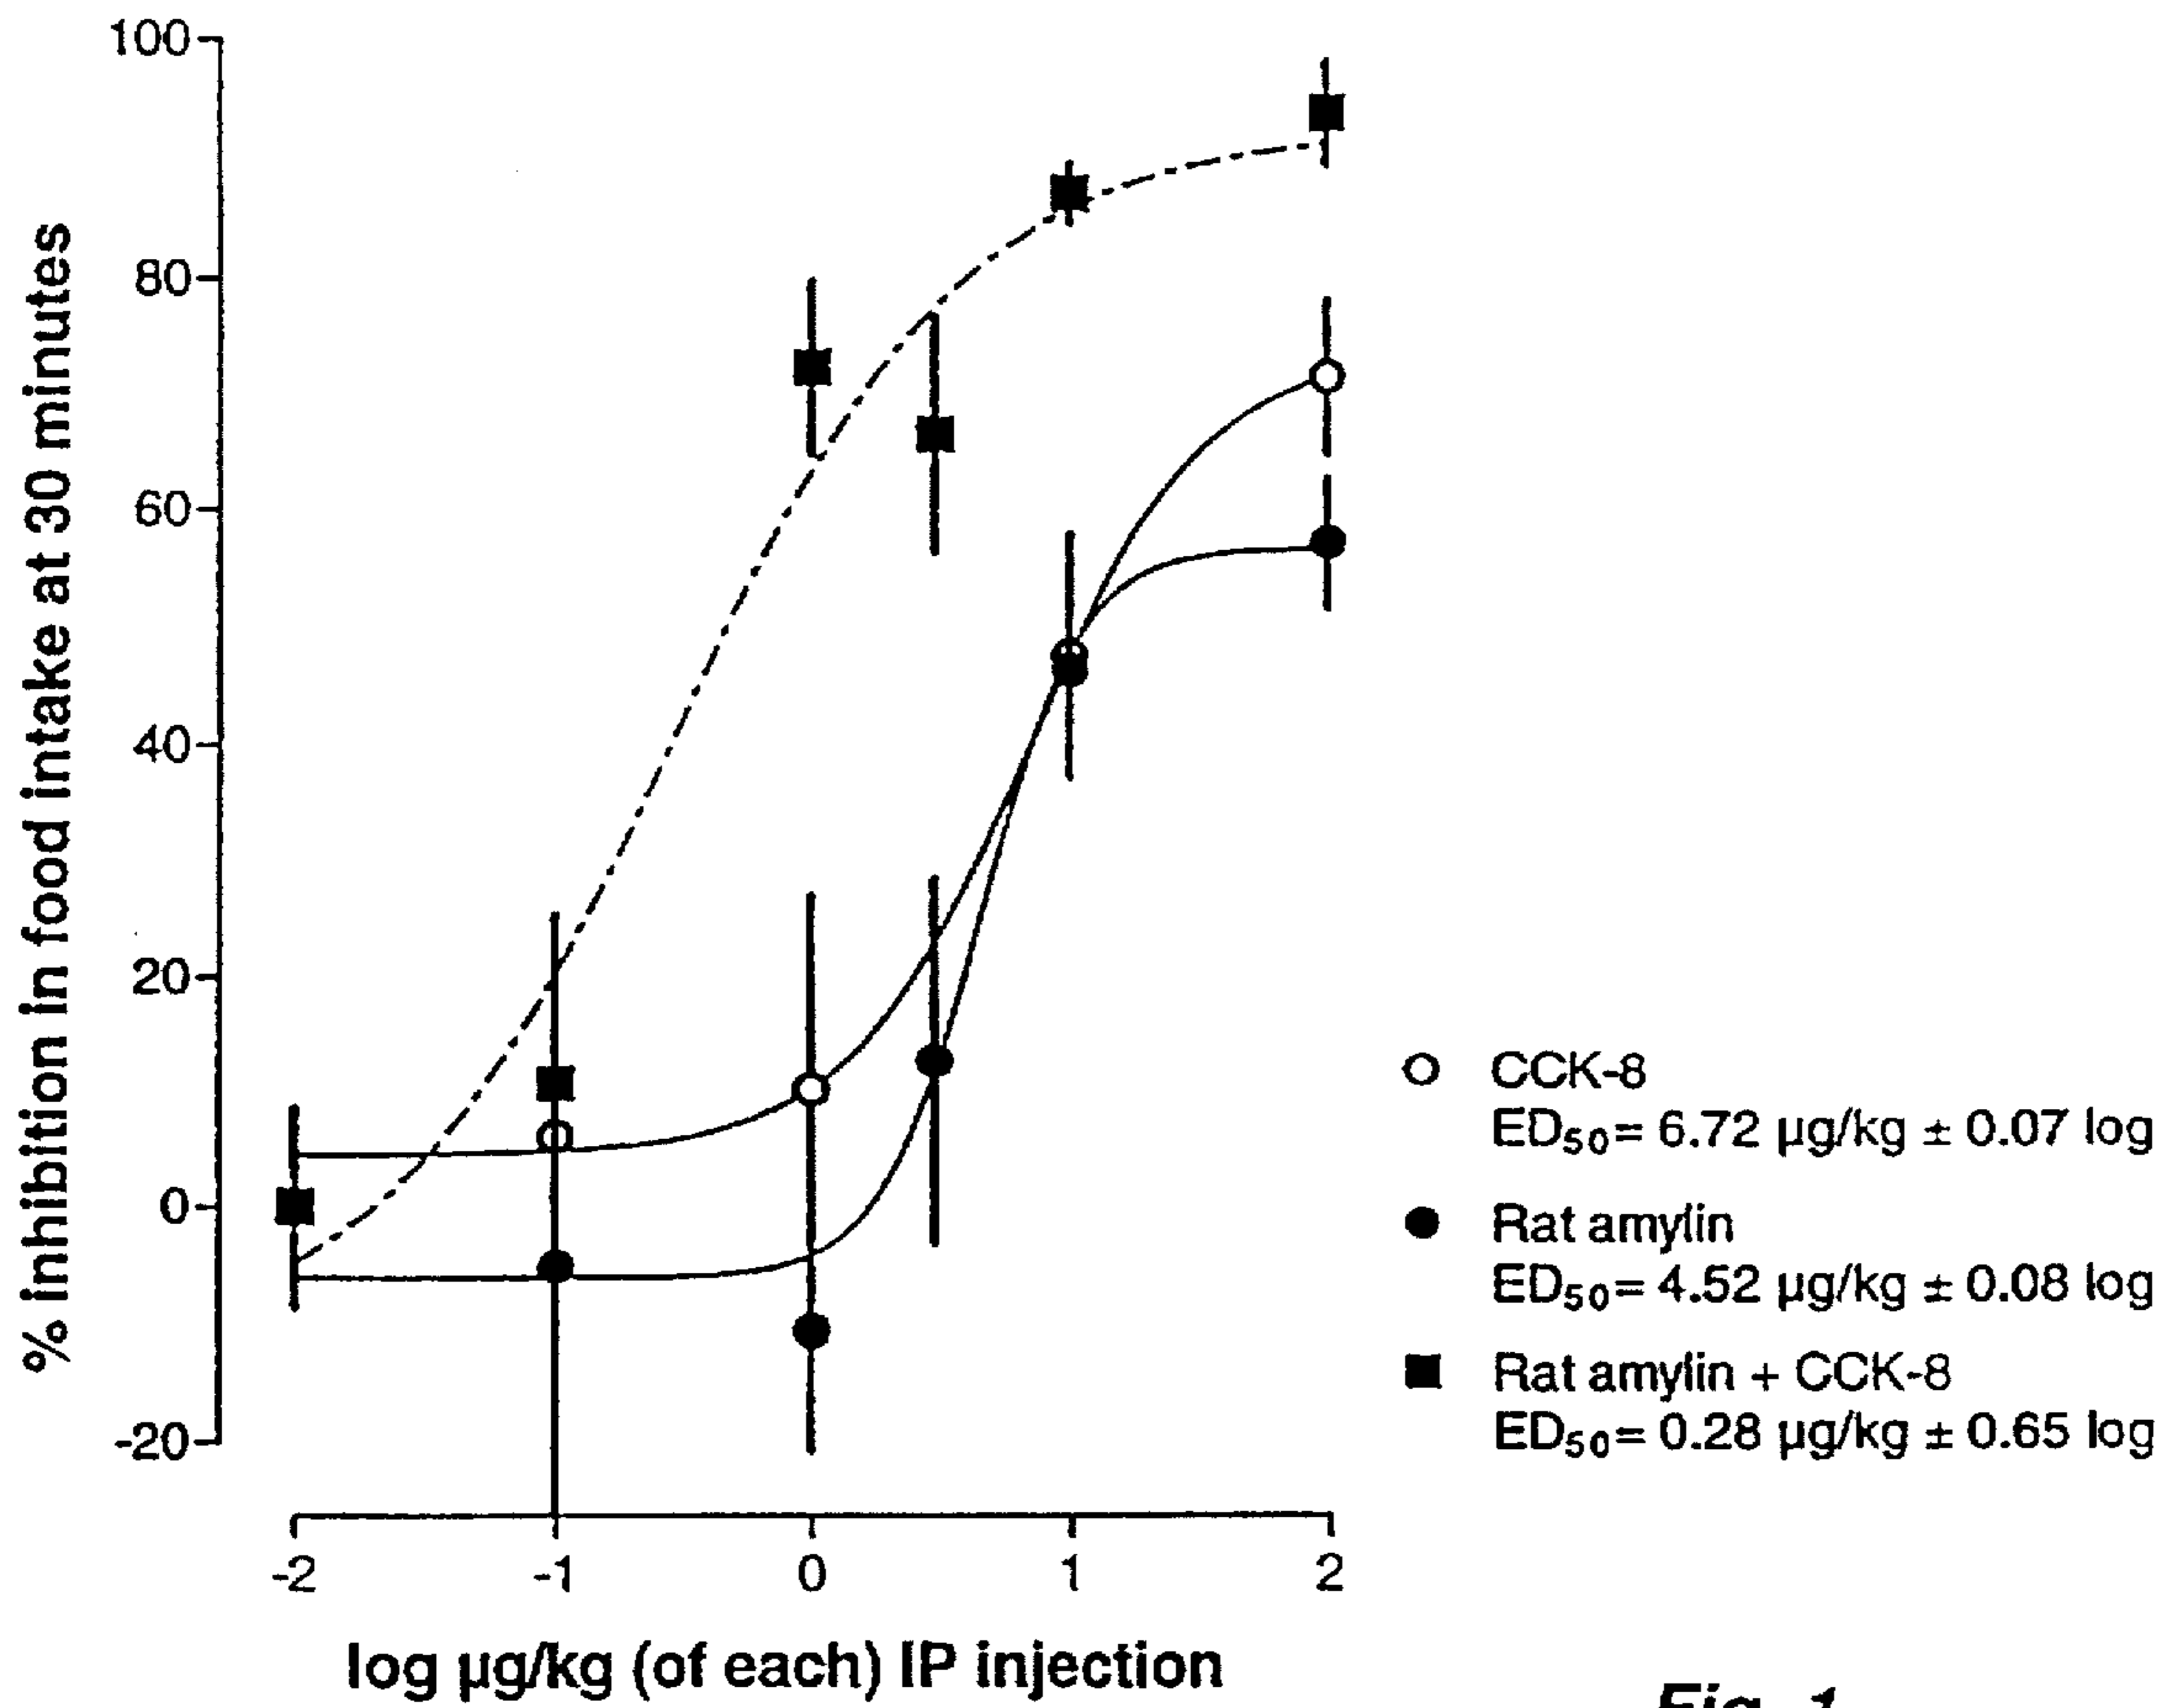 100
80
60
40
20
0
-20
% inhibition in food intake at 30 minutes
-2
-1
0
1
2
log µg/kg (of each) IP injection
CCK-8
ED50= 6.72 µg/kg ± 0.07 log
Rat amylin
ED50= 4.52 µg/kg ± 0.08 log
Rat amylin + CCK-8
ED50= 0.28 µg/kg ± 0.65 log
Fig. 1